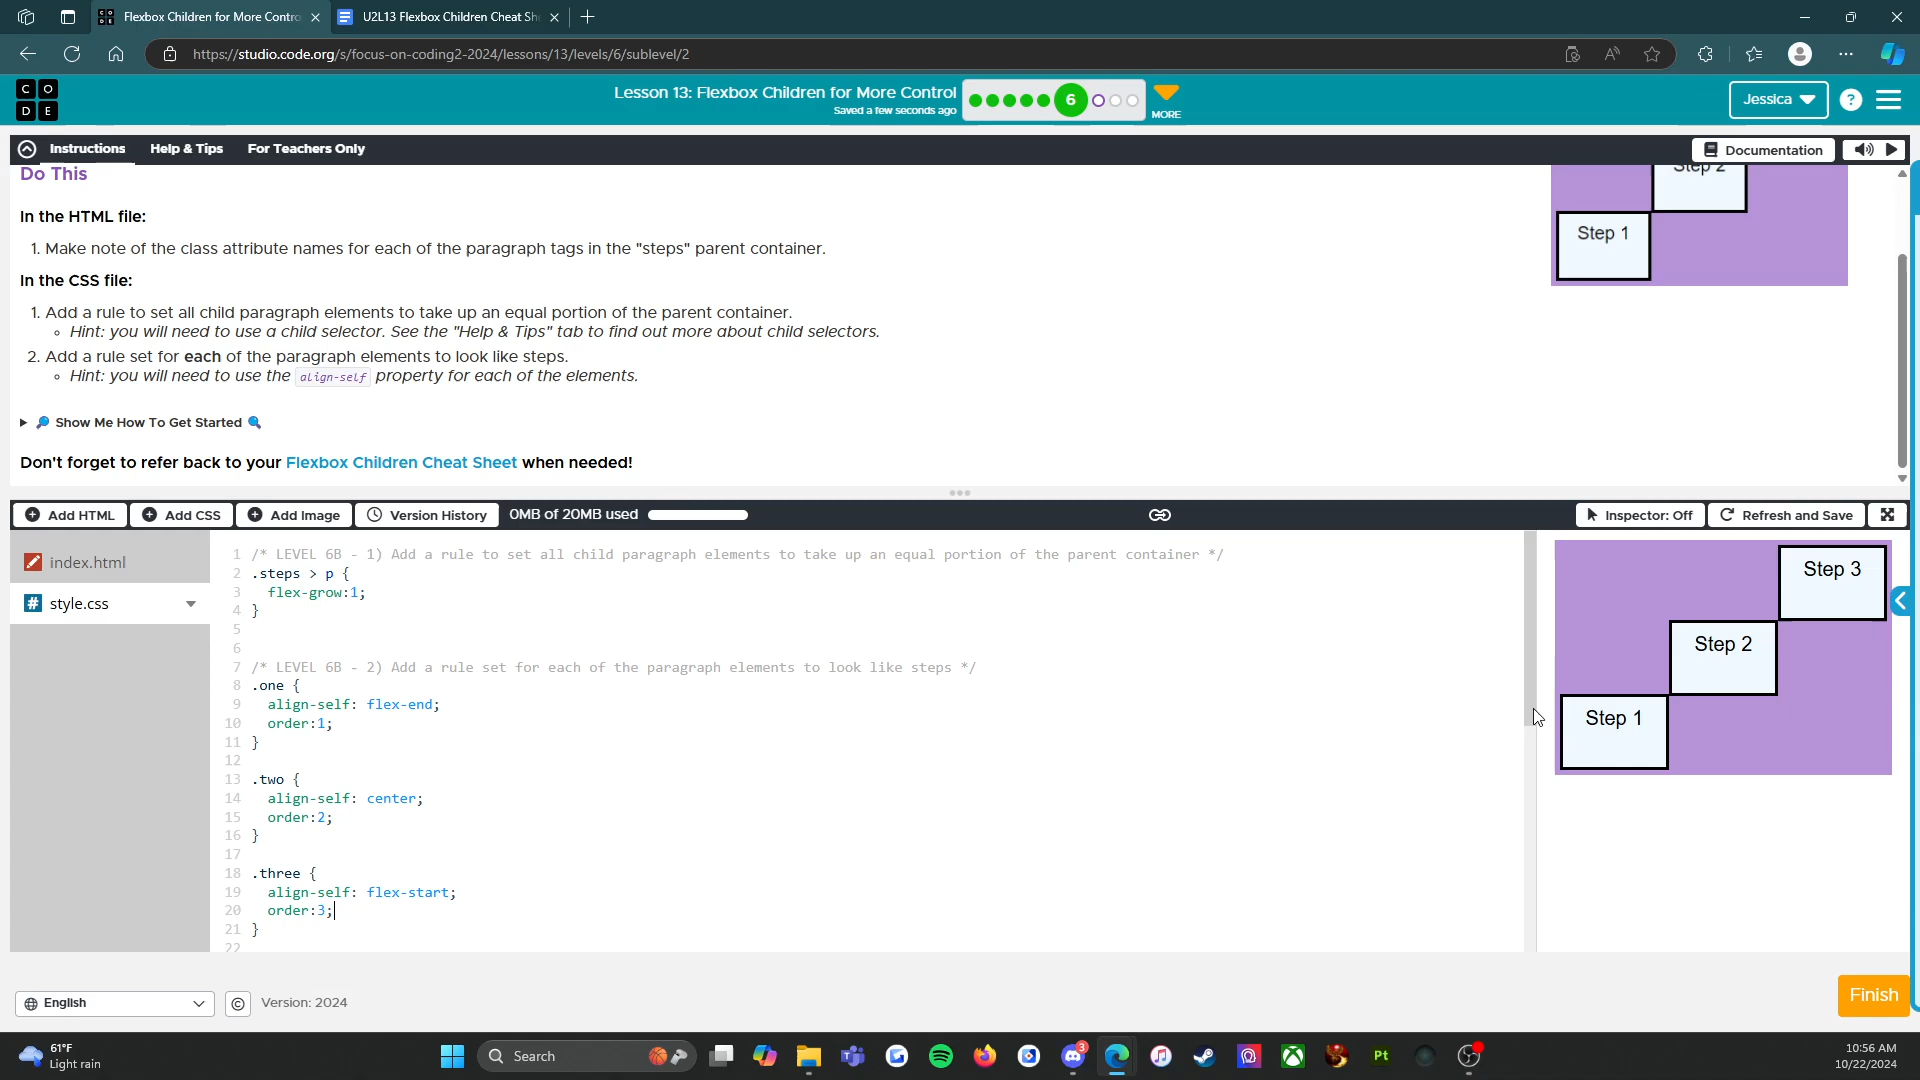 Flexbox Children for More Contro
U2L13 Flexbox Children Cheat Sh
https://studio.code.org/s/focus-on-coding2-2024/lessons/13/levels/6/sublevel/2
C O
D E
Lesson 13: Flexbox Children for More Control
Saved a few seconds ago
6
MORE
Jessica
?
Instructions
Help & Tips
For Teachers Only
Documentation
Do This
In the HTML file:
1. Make note of the class attribute names for each of the paragraph tags in the "steps" parent container.
In the CSS file:
1. Add a rule to set all child paragraph elements to take up an equal portion of the parent container.
Hint: you will need to use a child selector. See the "Help & Tips" tab to find out more about child selectors.
2. Add a rule set for each of the paragraph elements to look like steps.
Hint: you will need to use the align-self property for each of the elements.
Show Me How To Get Started
Don't forget to refer back to your Flexbox Children Cheat Sheet when needed!
Step 2
Step 1
Add HTML
Add CSS
Add Image
Version History
0MB of 20MB used
Inspector: Off
Refresh and Save
index.html
# style.css
1 /* LEVEL 6B - 1) Add a rule to set all child paragraph elements to take up an equal portion of the parent container */
2 .steps > p {
3 flex-grow:1;
4 }
5
6
7 /* LEVEL 6B - 2) Add a rule set for each of the paragraph elements to look like steps */
8 .one {
9 align-self: flex-end;
10 order:1;
11 }
12
13 .two {
14 align-self: center;
15 order:2;
16 }
17
18 .three {
19 align-self: flex-start;
20 order:3;
21 }
22
Step 3
Step 2
Step 1
Finish
English
©
Version: 2024
61°F
Light rain
Search
3
Pt
10:56 AM
10/22/2024